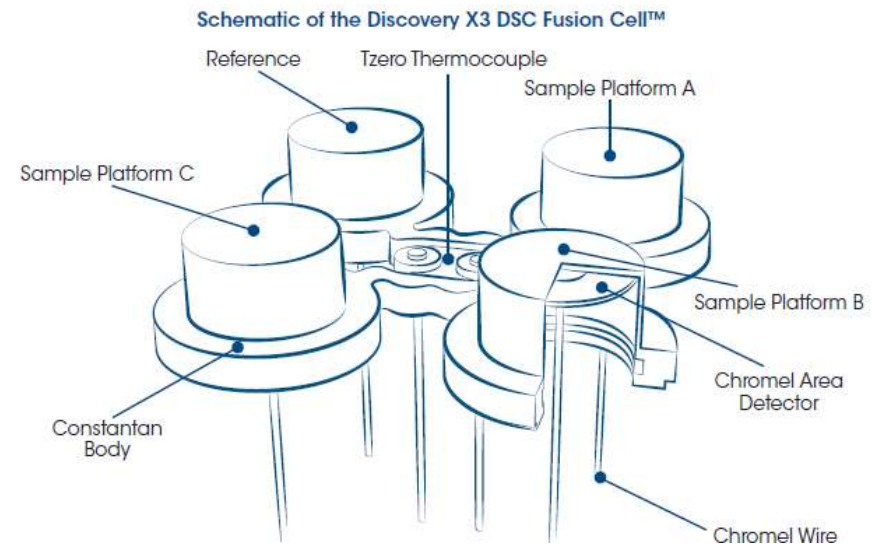 Schematic of the Discovery X3 DSC Fusion Cell™
Reference
Tzero Thermocouple
Sample Platform A
Sample Platform C
Sample Platform B
Chromel Area
Detector
Constantan
Body
Chromel Wire